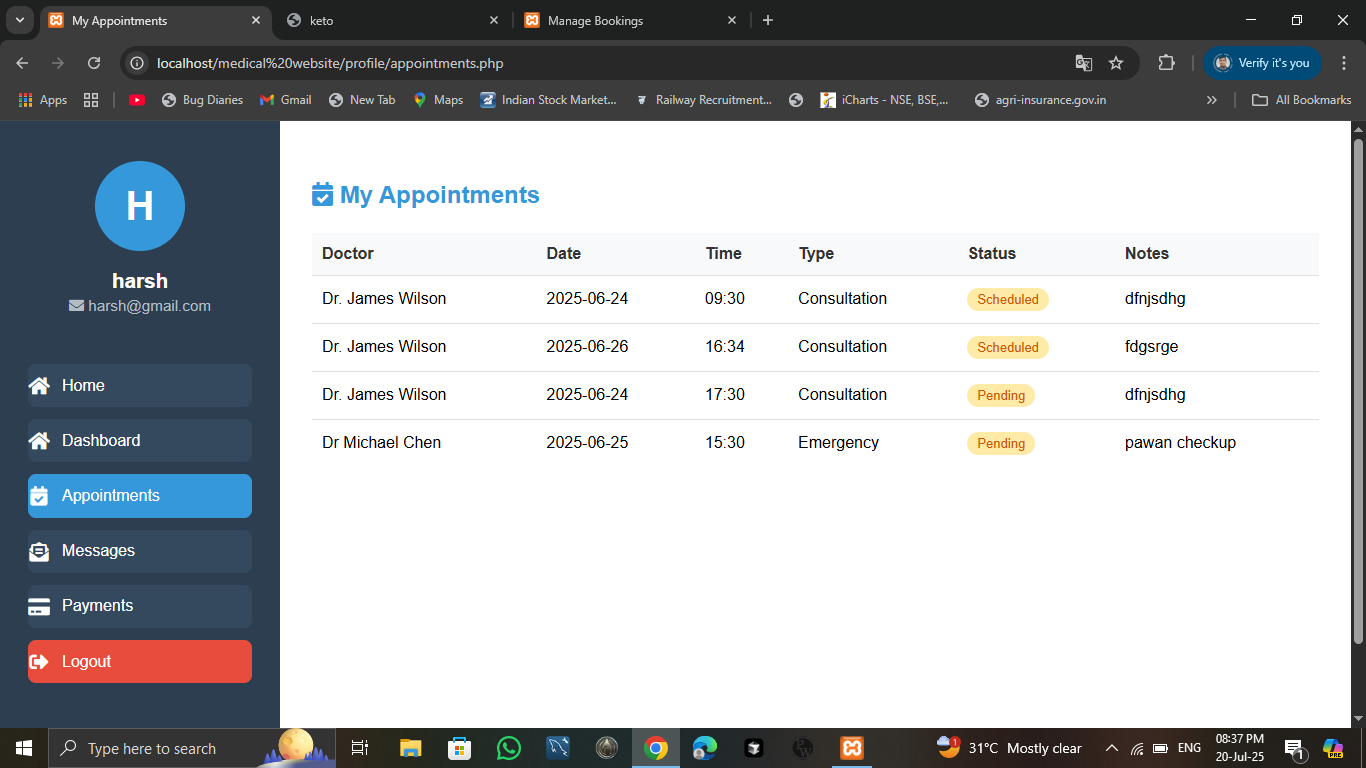 My Appointments
keto
Manage Bookings
localhost/medical%20website/profile/appointments.php
Verify it's you
Apps
Bug Diaries
Gmail
New Tab
Maps
Indian Stock Market...
Railway Recruitment...
iCharts - NSE, BSE,...
agri-insurance.gov.in
All Bookmarks
H
harsh
harsh@gmail.com
Home
Dashboard
Appointments
Messages
Payments
Logout
My Appointments
Doctor Date Time Type Status Notes
Dr. James Wilson 2025-06-24 09:30 Consultation Scheduled dfnjsdhg
Dr. James Wilson 2025-06-26 16:34 Consultation Scheduled fdgsrge
Dr. James Wilson 2025-06-24 17:30 Consultation Pending dfnjsdhg
Dr Michael Chen 2025-06-25 15:30 Emergency Pending pawan checkup
Type here to search
1
31°C Mostly clear
ENG
08:37 PM
20-Jul-25
1
PRE